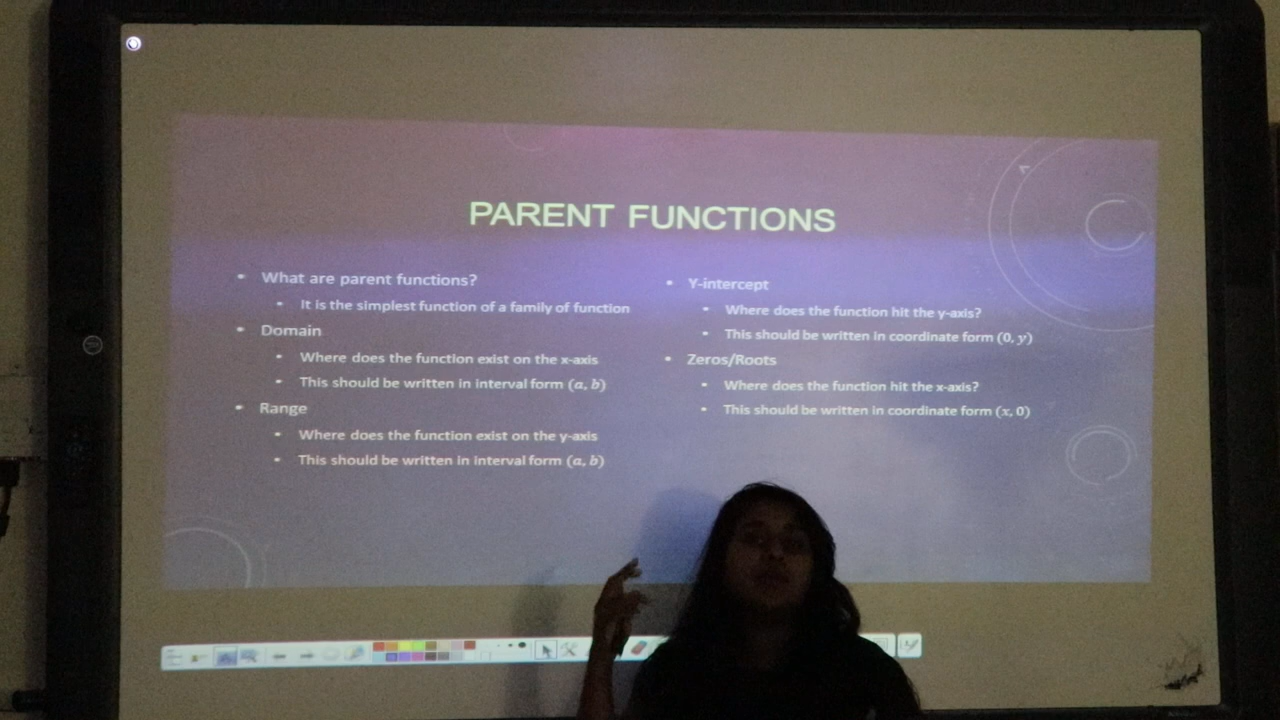 PARENT FUNCTIONS
• What are parent functions?
• It is the simplest function of a family of function
• Domain
• Where does the function exist on the x-axis
• This should be written in interval form (a, b)
• Range
• Where does the function exist on the y-axis
• This should be written in interval form (a, b)
• Y-intercept
• Where does the function hit the y-axis?
• This should be written in coordinate form (0, y)
• Zeros/Roots
• Where does the function hit the x-axis?
• This should be written in coordinate form (x, 0)